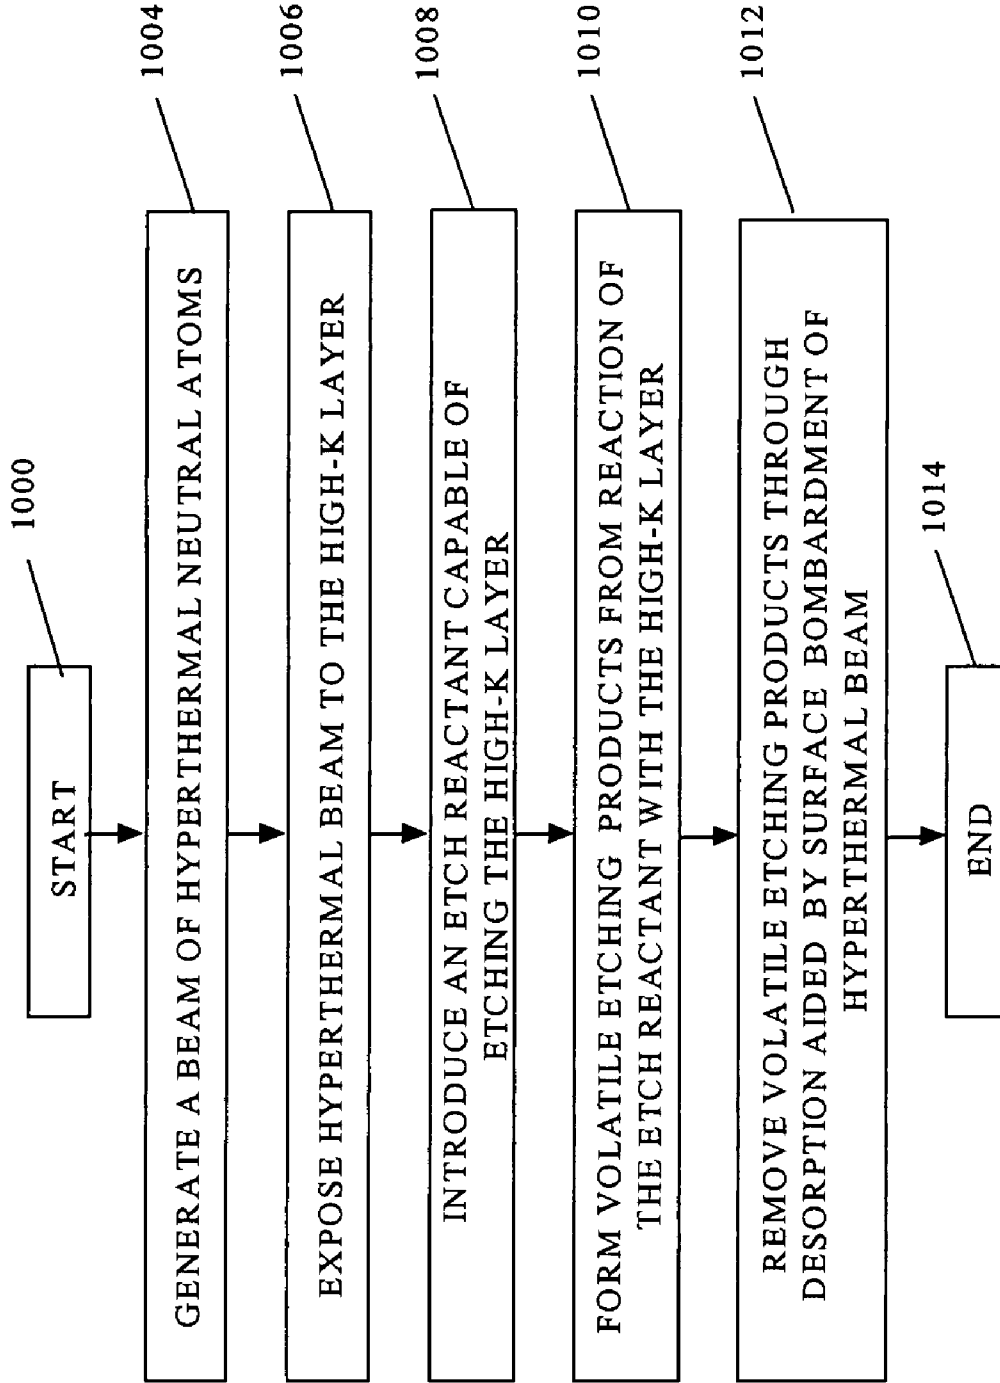 START
1000
GENERATE A BEAM OF HYPERTHERMAL NEUTRAL ATOMS
1004
EXPOSE HYPERTHERMAL BEAM TO THE HIGH-K LAYER
1006
INTRODUCE AN ETCH REACTANT CAPABLE OF
ETCHING THE HIGH-K LAYER
1008
FORM VOLATILE ETCHING PRODUCTS FROM REACTION OF
THE ETCH REACTANT WITH THE HIGH-K LAYER
1010
REMOVE VOLATILE ETCHING PRODUCTS THROUGH
DESORPTION AIDED BY SURFACE BOMBARDMENT OF
HYPERTHERMAL BEAM
1012
END
1014